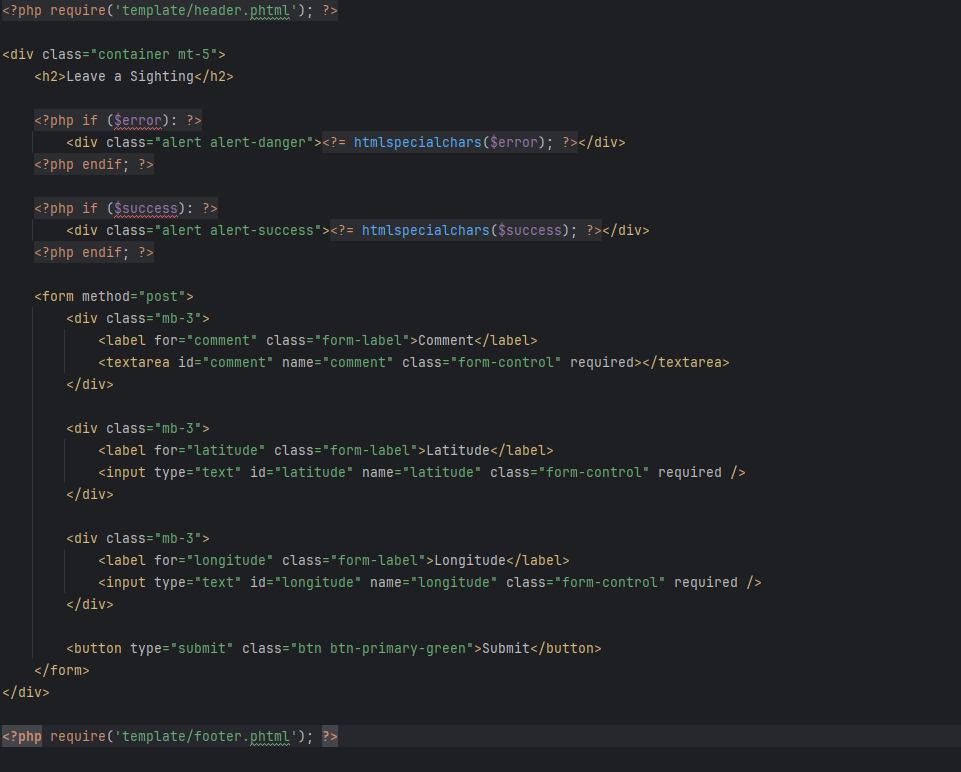 <?php require('template/header.phtml'); ?>
<div class="container mt-5">
<h2>Leave a Sighting</h2>
<?php if ($error): ?>
<div class="alert alert-danger"><?= htmlspecialchars($error); ?></div>
<?php endif; ?>
<?php if ($success): ?>
<div class="alert alert-success"><?= htmlspecialchars($success); ?></div>
<?php endif; ?>
<form method="post">
<div class="mb-3">
<label for="comment" class="form-label">Comment</label>
<textarea id="comment" name="comment" class="form-control" required></textarea>
</div>
<div class="mb-3">
<label for="latitude" class="form-label">Latitude</label>
<input type="text" id="latitude" name="latitude" class="form-control" required />
</div>
<div class="mb-3">
<label for="longitude" class="form-label">Longitude</label>
<input type="text" id="longitude" name="longitude" class="form-control" required />
</div>
<button type="submit" class="btn btn-primary-green">Submit</button>
</form>
</div>
<?php require('template/footer.phtml'); ?>